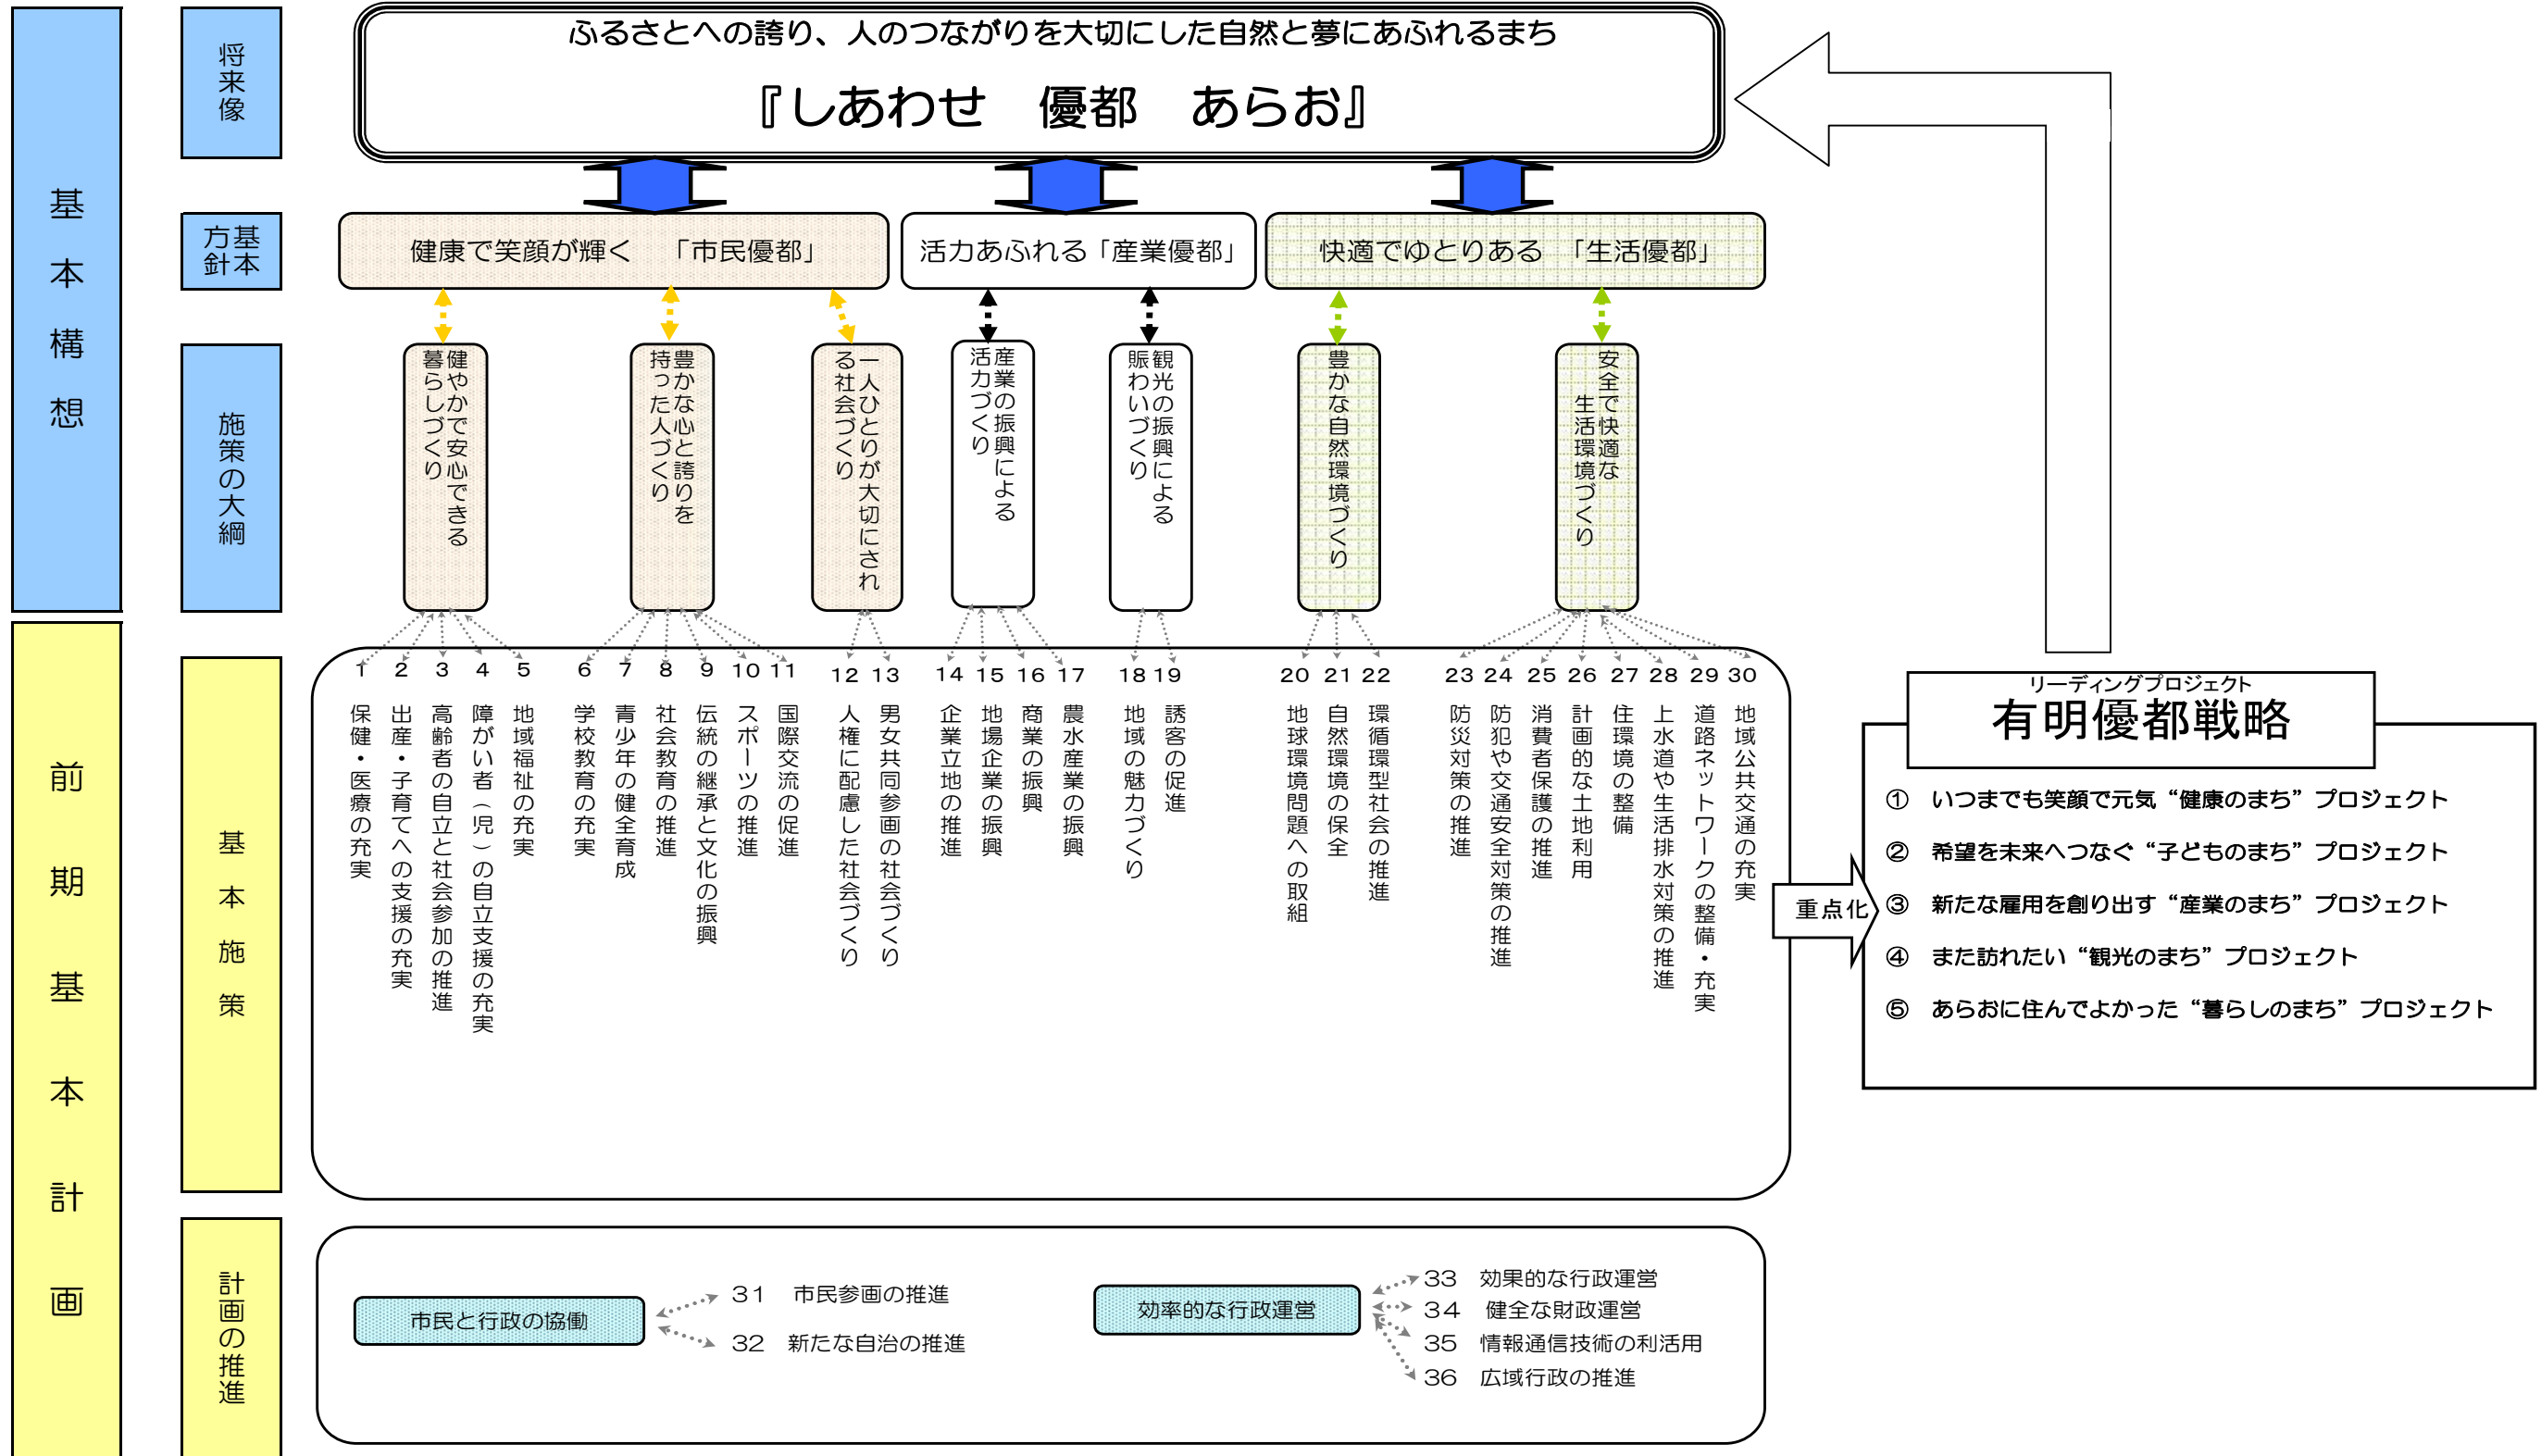 基本構想
将来像
ふるさとへの誇り、人のつながりを大切にした自然と夢にあふれるまち
『しあわせ　優都　あらお』
基本
方針
健康で笑顔が輝く　「市民優都」
活力あふれる「産業優都」
快適でゆとりある　「生活優都」
施策の大綱
健やかで安心できる
暮らしづくり
豊かな心と誇りを
持った人づくり
一人ひとりが大切にされ
る社会づくり
産業の振興による
活力づくり
観光の振興による
賑わいづくり
豊かな自然環境づくり
安全で快適な
生活環境づくり
前期基本計画
基本施策
1　保健・医療の充実
2　出産・子育てへの支援の充実
3　高齢者の自立と社会参加の推進
4　障がい者（児）の自立支援の充実
5　地域福祉の充実
6　学校教育の充実
7　青少年の健全育成
8　社会教育の推進
9　伝統の継承と文化の振興
10　スポーツの推進
11　国際交流の促進
12　人権に配慮した社会づくり
13　男女共同参画の社会づくり
14　企業立地の推進
15　地場企業の振興
16　商業の振興
17　農水産業の振興
18　地域の魅力づくり
19　誘客の促進
20　地球環境問題への取組
21　自然環境の保全
22　環循環型社会の推進
23　防災対策の推進
24　防犯や交通安全対策の推進
25　消費者保護の推進
26　計画的な土地利用
27　住環境の整備
28　上水道や生活排水対策の推進
29　道路ネットワークの整備・充実
30　地域公共交通の充実
重点化
リーディングプロジェクト
有明優都戦略
①　いつまでも笑顔で元気“健康のまち”プロジェクト
②　希望を未来へつなぐ“子どものまち”プロジェクト
③　新たな雇用を創り出す“産業のまち”プロジェクト
④　また訪れたい“観光のまち”プロジェクト
⑤　あらおに住んでよかった“暮らしのまち”プロジェクト
計画の推進
市民と行政の協働
31　市民参画の推進
32　新たな自治の推進
効率的な行政運営
33　効果的な行政運営
34　健全な財政運営
35　情報通信技術の利活用
36　広域行政の推進